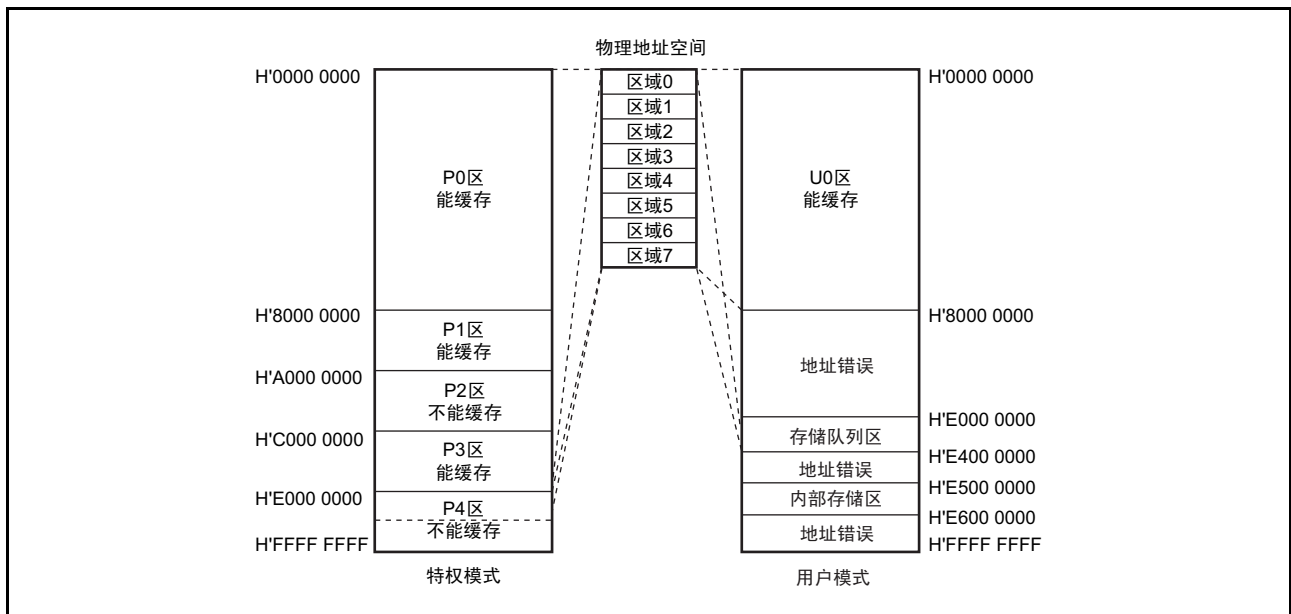 物理地址空间
H'0000 0000
P0区
能缓存
H'8000 0000
P1区
能缓存
H'A000 0000
P2区
不能缓存
H'C000 0000
P3区
能缓存
H'E000 0000
P4区
不能缓存
H'FFFF FFFF
特权模式
区域0
区域1
区域2
区域3
区域4
区域5
区域6
区域7
H'0000 0000
U0区
能缓存
H'8000 0000
地址错误
H'E000 0000
存储队列区
H'E400 0000
地址错误
H'E500 0000
内部存储区
H'E600 0000
地址错误
H'FFFF FFFF
用户模式